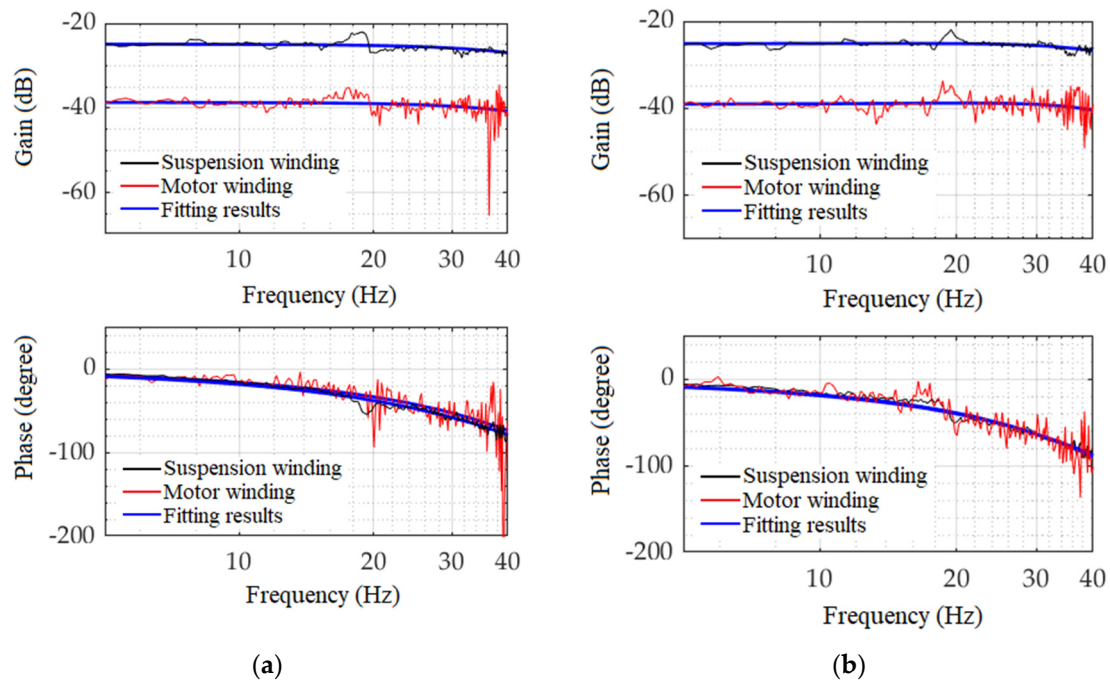 -20
-40
-60
Gain (dB)
Suspension winding
Motor winding
Fitting results
10 20 30 40
Frequency (Hz)
0
-100
-200
Phase (degree)
Suspension winding
Motor winding
Fitting results
10 20 30 40
Frequency (Hz)
(a)
-20
-40
-60
Gain (dB)
Suspension winding
Motor winding
Fitting results
10 20 30 40
Frequency (Hz)
0
-100
-200
Phase (degree)
Suspension winding
Motor winding
Fitting results
10 20 30 40
Frequency (Hz)
(b)